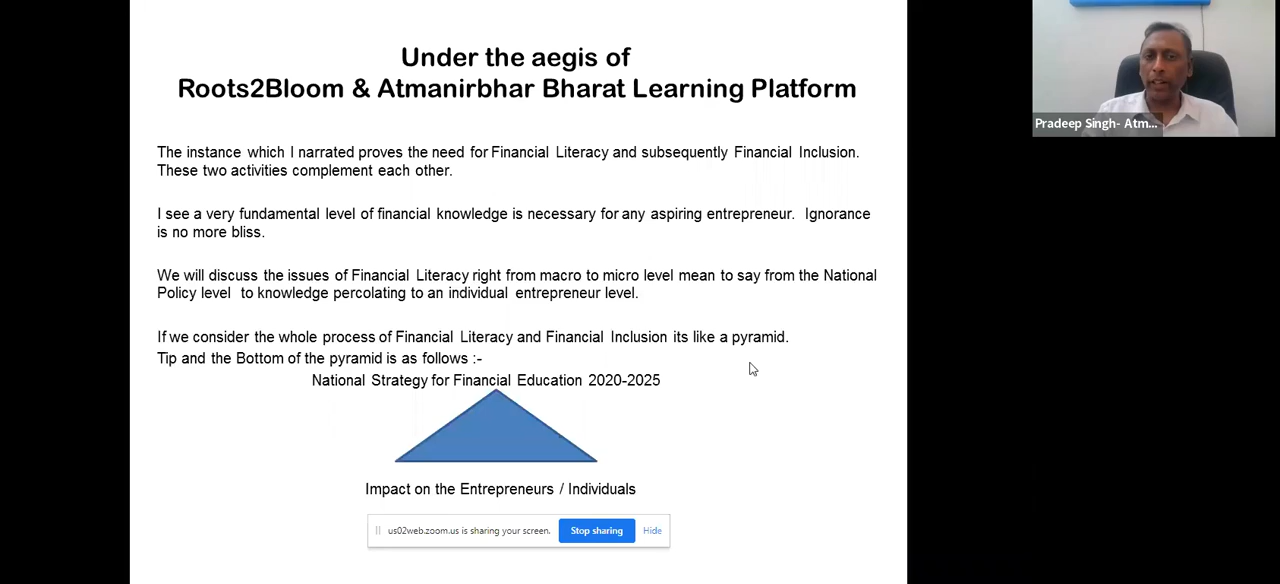 Under the aegis of
Roots2Bloom & Atmanirbhar Bharat Learning Platform
The instance which I narrated proves the need for Financial Literacy and subsequently Financial Inclusion.
These two activities complement each other.
I see a very fundamental level of financial knowledge is necessary for any aspiring entrepreneur. Ignorance
is no more bliss.
We will discuss the issues of Financial Literacy right from macro to micro level mean to say from the National
Policy level to knowledge percolating to an individual entrepreneur level.
If we consider the whole process of Financial Literacy and Financial Inclusion its like a pyramid.
Tip and the Bottom of the pyramid is as follows :-
National Strategy for Financial Education 2020-2025
Impact on the Entrepreneurs / Individuals
us02web.zoom.us is sharing your screen. Stop sharing Hide
Pradeep Singh- Atm...